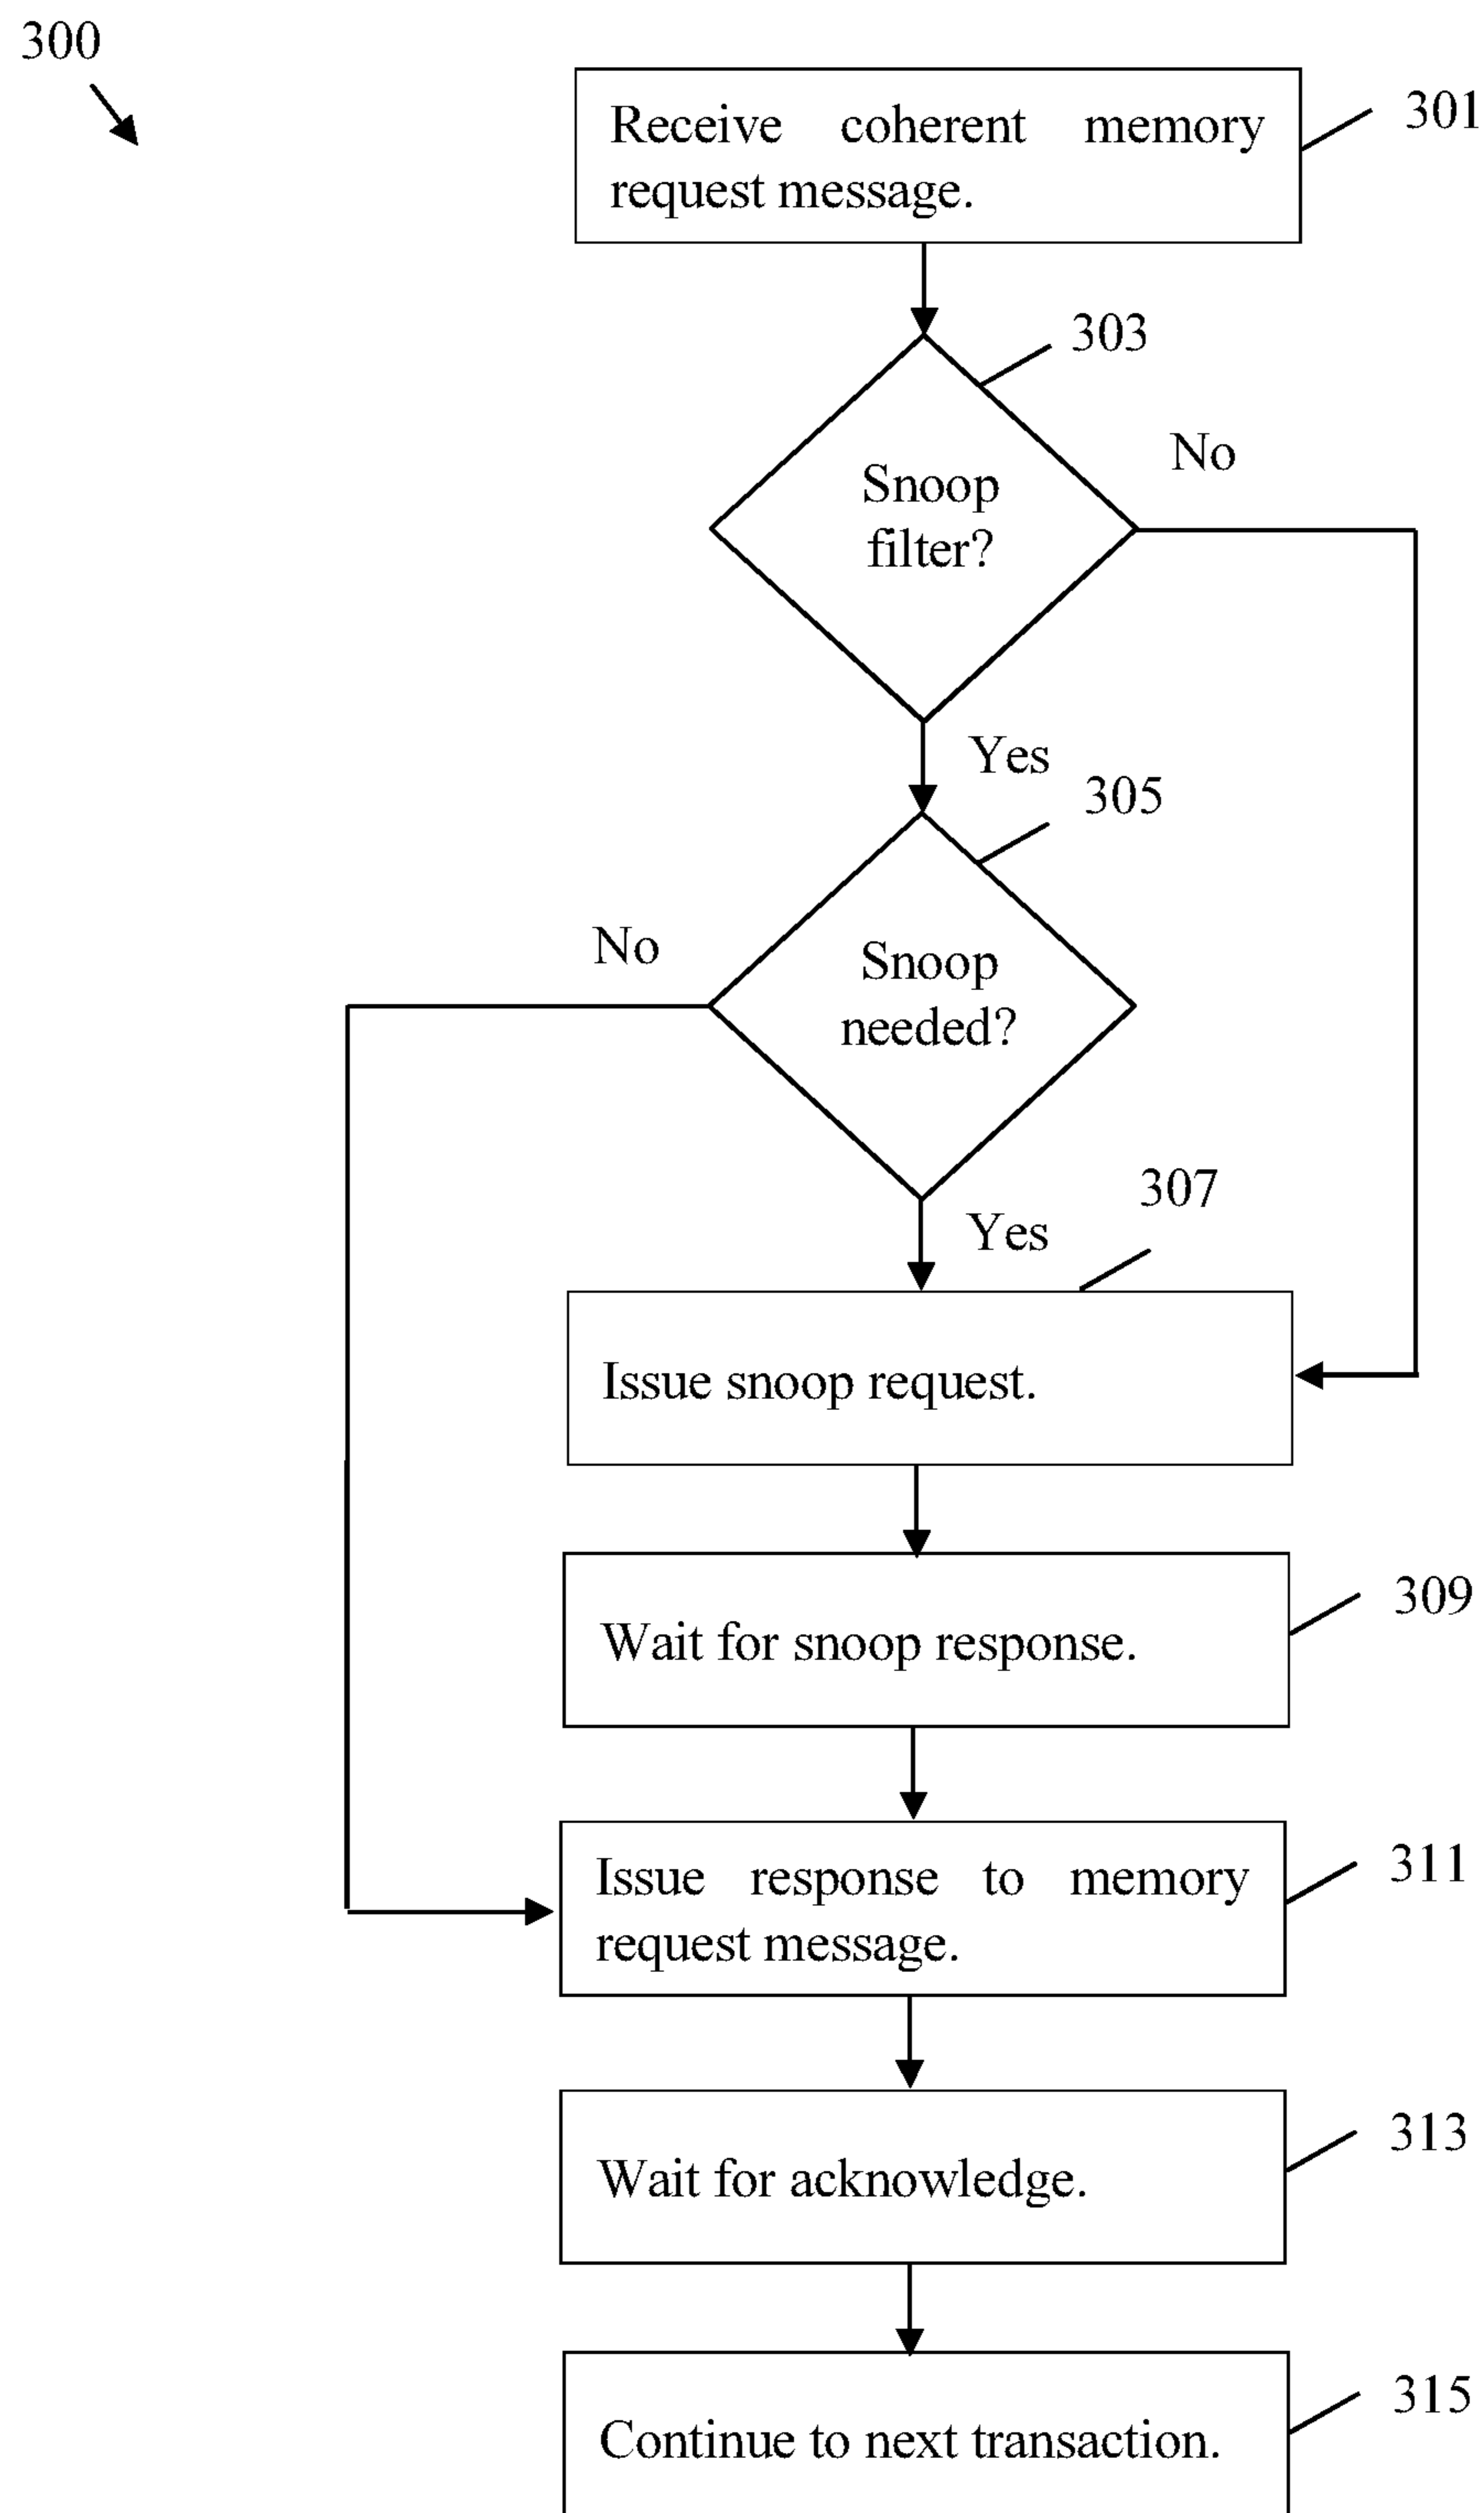 300
Receive coherent memory
request message.
301
303
Snoop
filter?
No
Yes
305
Snoop
needed?
No
Yes
307
Issue snoop request.
Wait for snoop response.
309
Issue response to memory
request message.
311
Wait for acknowledge.
313
Continue to next transaction.
315